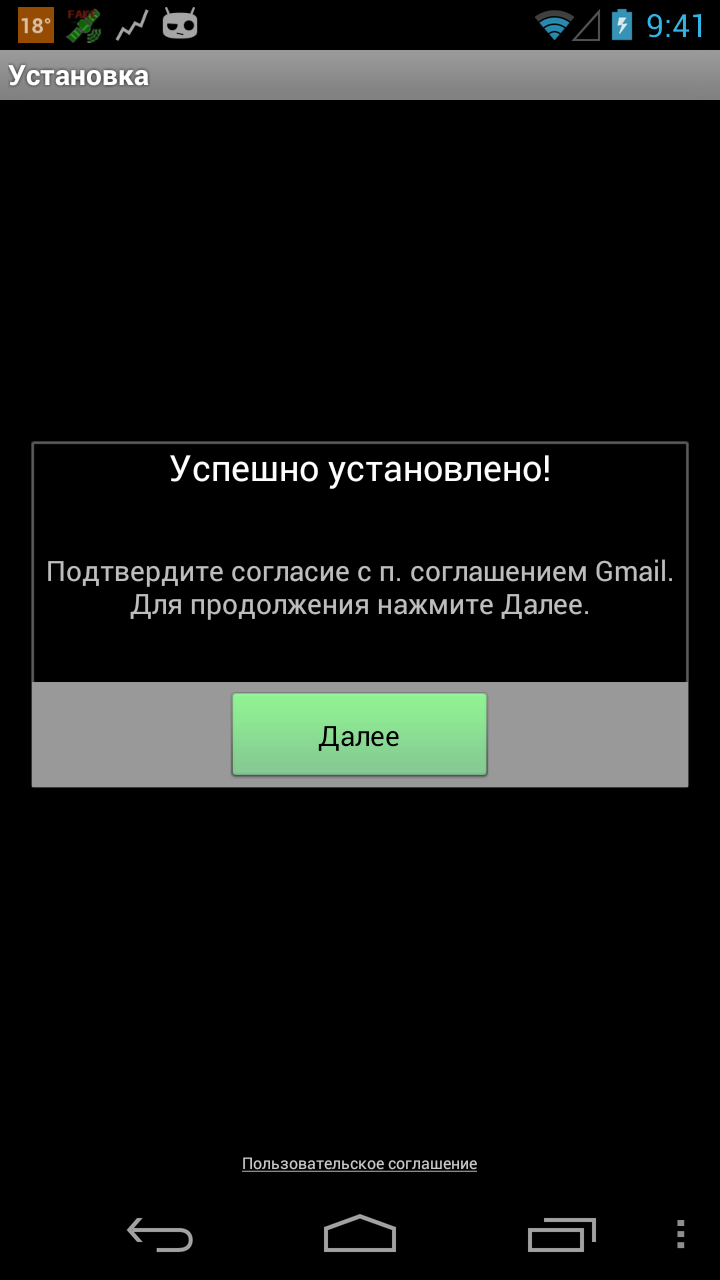 18°
FAKE
9:41
Установка
Успешно установлено!
Подтвердите согласие с п. соглашением Gmail.
Для продолжения нажмите Далее.
Далее
Пользовательское соглашение